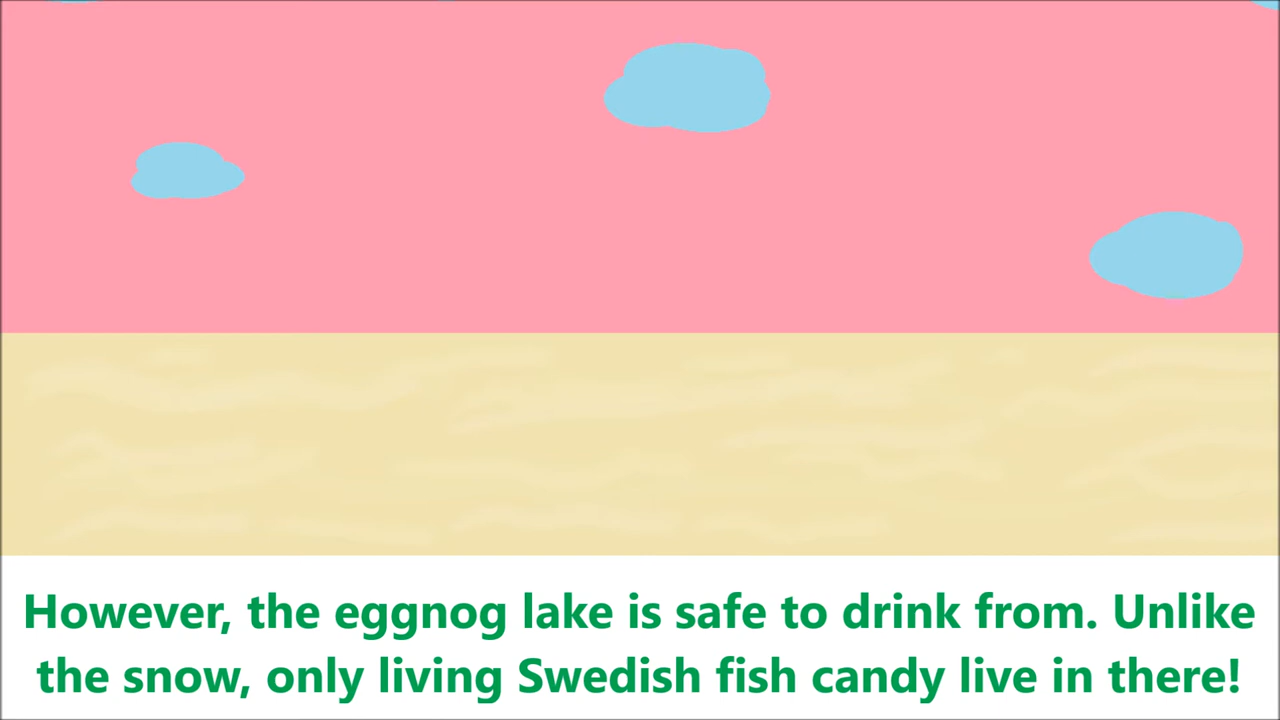 However, the eggnog lake is safe to drink from. Unlike
the snow, only living Swedish fish candy live in there!